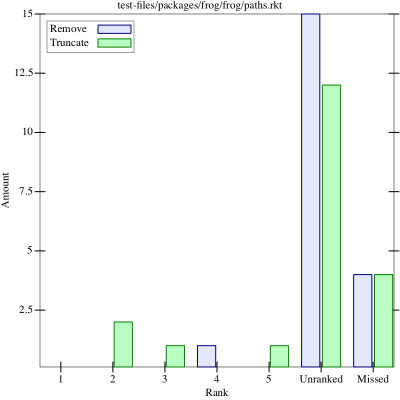 test-files/packages/frog/frog/paths.rkt
Remove
Truncate
15
12.5
10
7.5
5
2.5
Amount
1 2 3 4 5 Unranked Missed
Rank